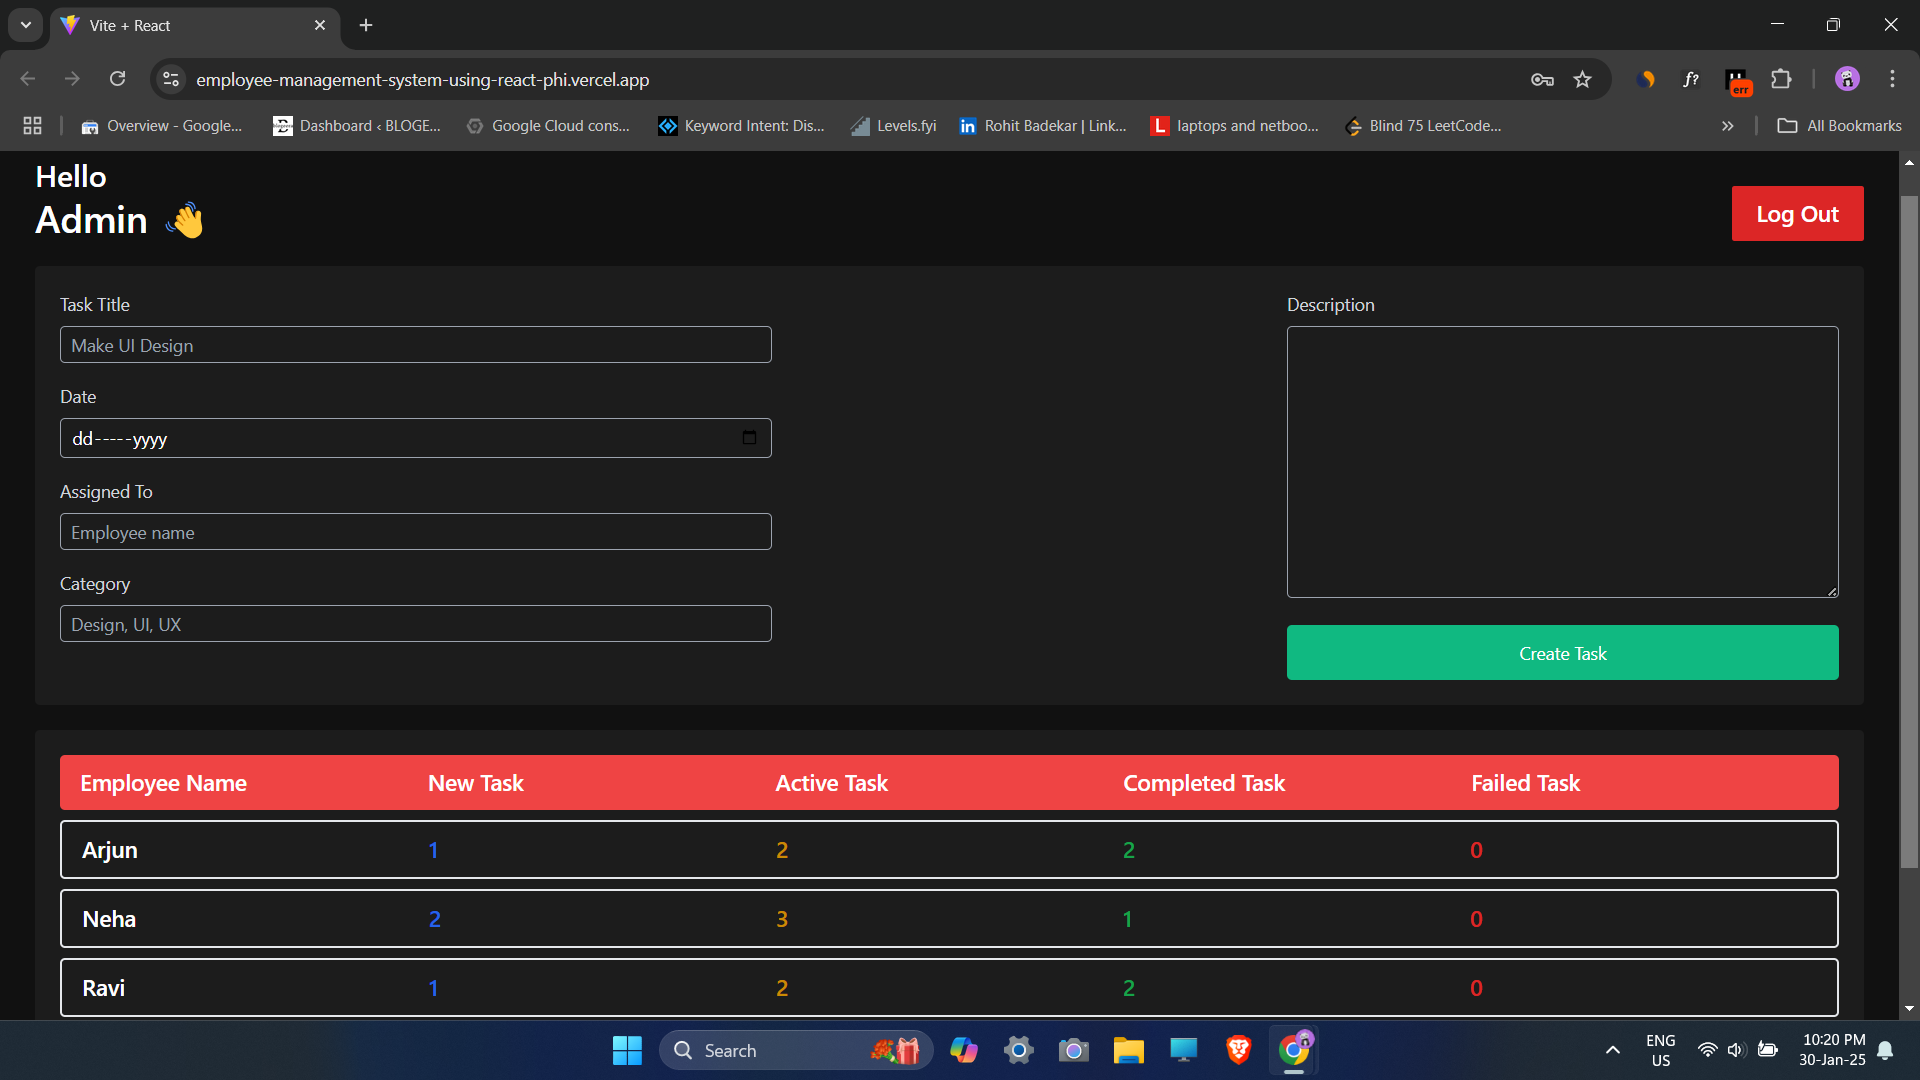 Vite + React
employee-management-system-using-react-phi.vercel.app
f?
err
Overview - Google...
Dashboard ‹ BLOGE...
Google Cloud cons...
Keyword Intent: Dis...
Levels.fyi
in Rohit Badekar | Link...
L laptops and netboo...
Blind 75 LeetCode...
All Bookmarks
Hello
Admin 👋
Log Out
Task Title
Make UI Design
Date
dd-----yyyy
Assigned To
Employee name
Category
Design, UI, UX
Description
Create Task
Employee Name New Task Active Task Completed Task Failed Task
Arjun 1 2 2 0
Neha 2 3 1 0
Ravi 1 2 2 0
Search
ENG
US
10:20 PM
30-Jan-25